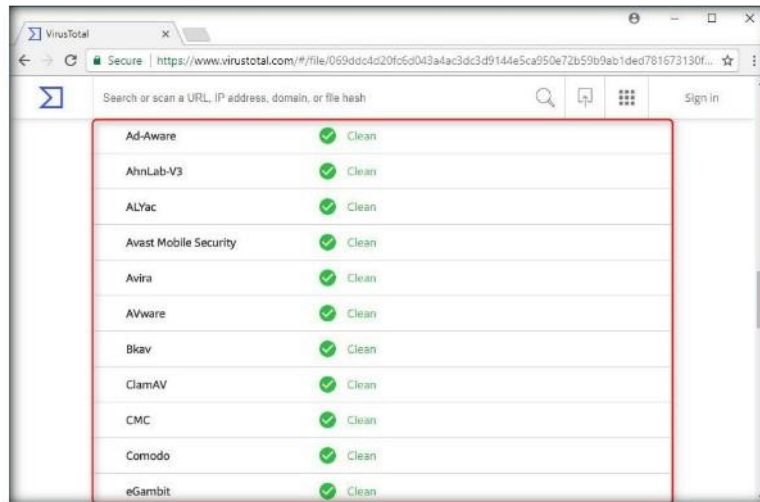 VirusTotal
Secure | https://www.virustotal.com/#/file/069ddc4d20fc6d043a4ac3dc3d9144e5ca950e72b59b9ab1ded781673130f...
Search or scan a URL, IP address, domain, or file hash
Sign in
Ad-Aware Clean
AhnLab-V3 Clean
ALYac Clean
Avast Mobile Security Clean
Avira Clean
AVware Clean
Bkav Clean
ClamAV Clean
CMC Clean
Comodo Clean
eGambit Clean